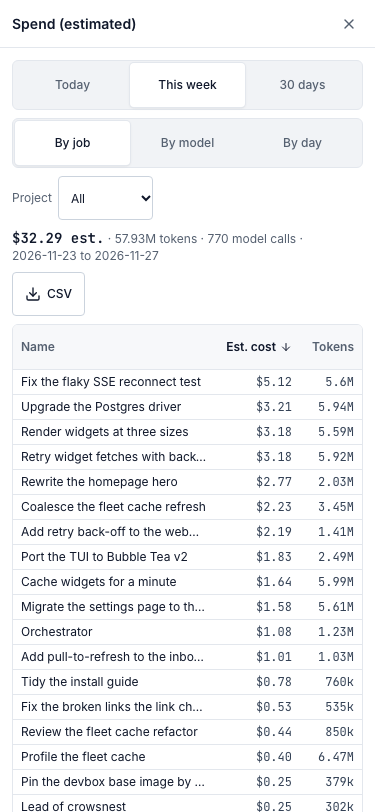 Spend (estimated)
Today This week 30 days
By job By model By day
Project All
$32.29 est. · 57.93M tokens · 770 model calls ·
2026-11-23 to 2026-11-27
CSV
Name Est. cost ↓ Tokens
Fix the flaky SSE reconnect test $5.12 5.6M
Upgrade the Postgres driver $3.21 5.94M
Render widgets at three sizes $3.18 5.59M
Retry widget fetches with back... $3.18 5.92M
Rewrite the homepage hero $2.77 2.03M
Coalesce the fleet cache refresh $2.23 3.45M
Add retry back-off to the web... $2.19 1.41M
Port the TUI to Bubble Tea v2 $1.83 2.49M
Cache widgets for a minute $1.64 5.99M
Migrate the settings page to th... $1.58 5.61M
Orchestrator $1.08 1.23M
Add pull-to-refresh to the inbo... $1.01 1.03M
Tidy the install guide $0.78 760k
Fix the broken links the link ch... $0.53 535k
Review the fleet cache refactor $0.44 850k
Profile the fleet cache $0.40 6.47M
Pin the devbox base image by ... $0.25 379k
Lead of crowsnest $0.25 302k